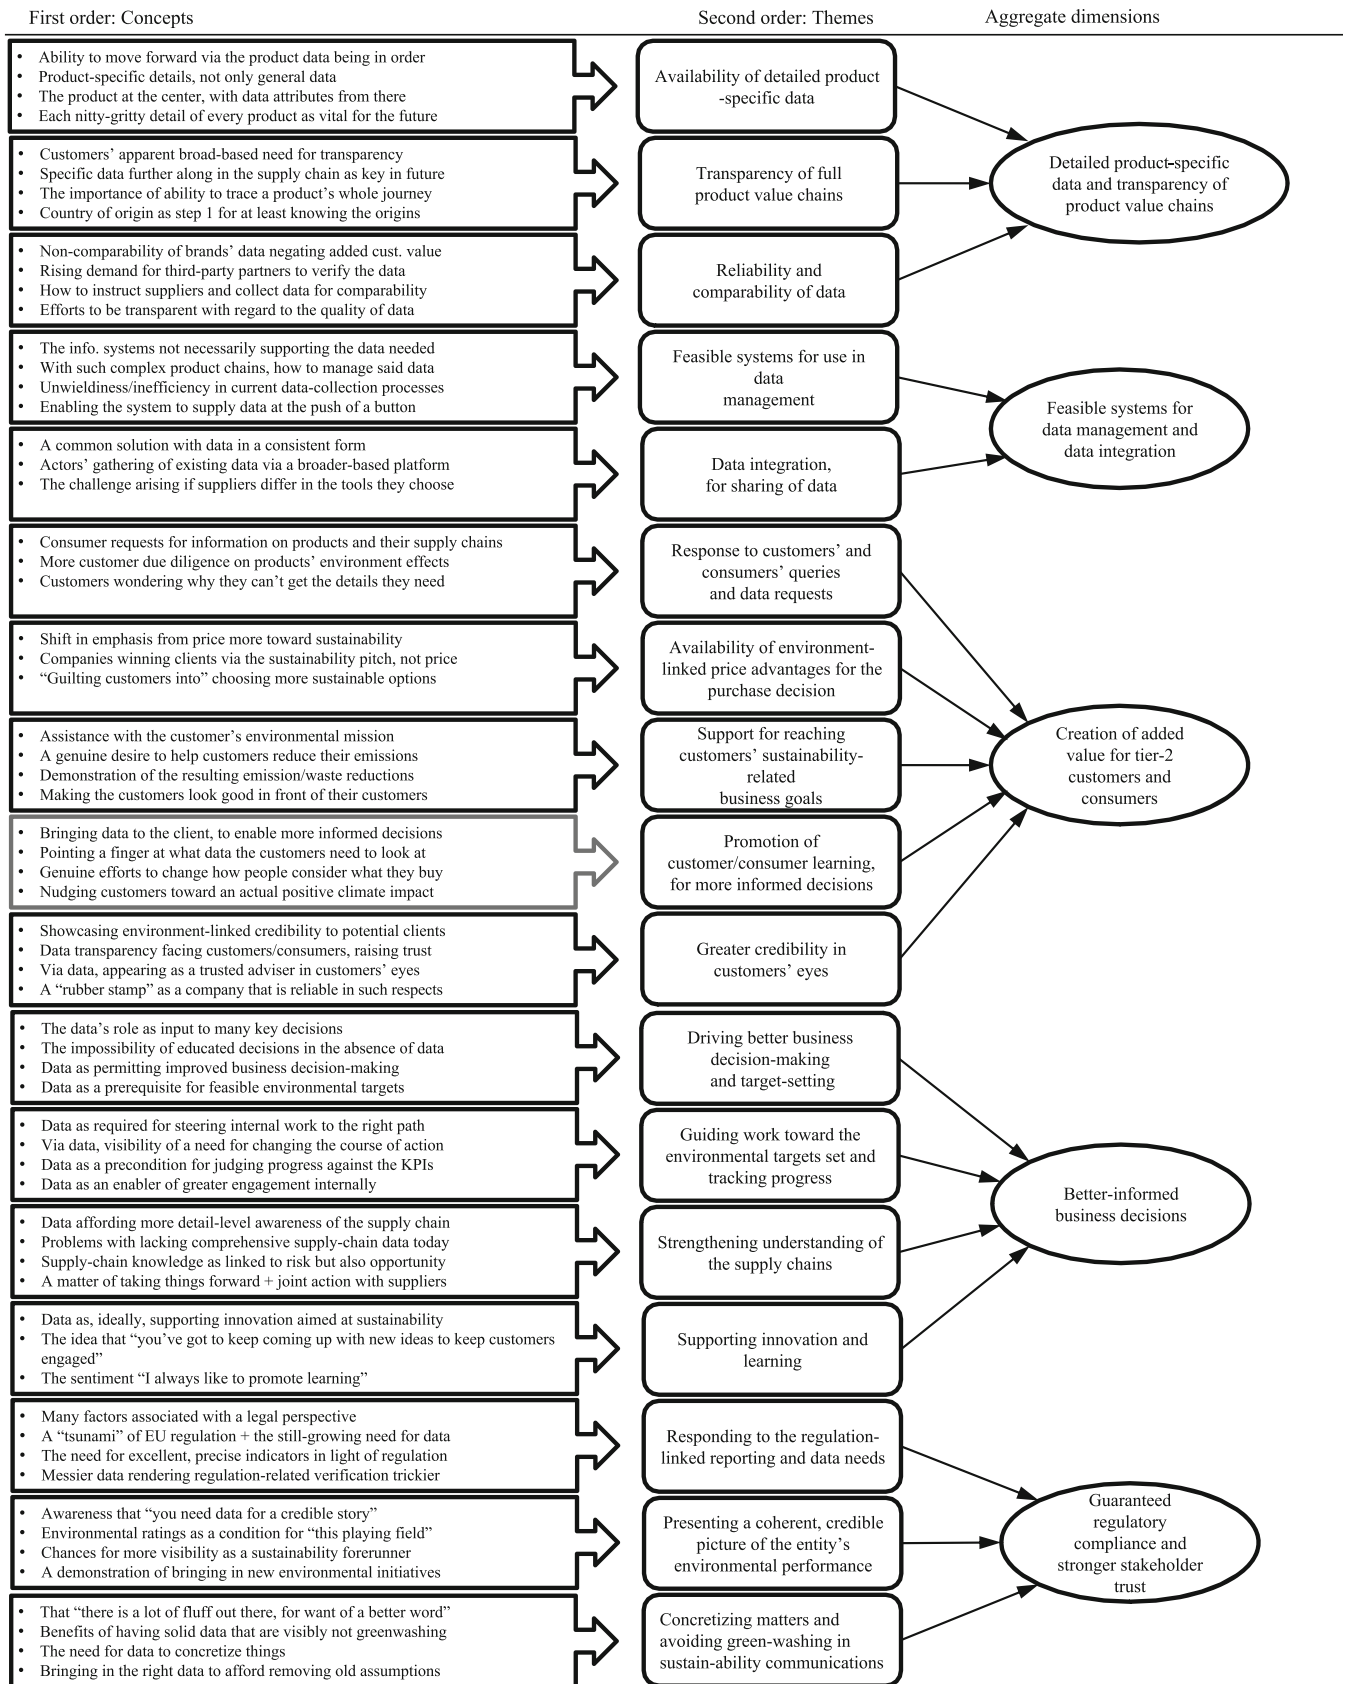 First order: Concepts
Second order: Themes
Aggregate dimensions
• Ability to move forward via the product data being in order
• Product-specific details, not only general data
• The product at the center, with data attributes from there
• Each nitty-gritty detail of every product as vital for the future
Availability of detailed product
-specific data
• Customers’ apparent broad-based need for transparency
• Specific data further along in the supply chain as key in future
• The importance of ability to trace a product’s whole journey
• Country of origin as step 1 for at least knowing the origins
Transparency of full
product value chains
Detailed product-specific
data and transparency of
product value chains
• Non-comparability of brands’ data negating added cust. value
• Rising demand for third-party partners to verify the data
• How to instruct suppliers and collect data for comparability
• Efforts to be transparent with regard to the quality of data
Reliability and
comparability of data
• The info. systems not necessarily supporting the data needed
• With such complex product chains, how to manage said data
• Unwieldiness/inefficiency in current data-collection processes
• Enabling the system to supply data at the push of a button
Feasible systems for use in
data
management
Feasible systems for
data management and
data integration
• A common solution with data in a consistent form
• Actors’ gathering of existing data via a broader-based platform
• The challenge arising if suppliers differ in the tools they choose
Data integration,
for sharing of data
• Consumer requests for information on products and their supply chains
• More customer due diligence on products’ environment effects
• Customers wondering why they can’t get the details they need
Response to customers’ and
consumers’ queries
and data requests
• Shift in emphasis from price more toward sustainability
• Companies winning clients via the sustainability pitch, not price
• “Guilting customers into” choosing more sustainable options
Availability of environment-
linked price advantages for the
purchase decision
• Assistance with the customer’s environmental mission
• A genuine desire to help customers reduce their emissions
• Demonstration of the resulting emission/waste reductions
• Making the customers look good in front of their customers
Support for reaching
customers’ sustainability-
related
business goals
Creation of added
value for tier-2
customers and
consumers
• Bringing data to the client, to enable more informed decisions
• Pointing a finger at what data the customers need to look at
• Genuine efforts to change how people consider what they buy
• Nudging customers toward an actual positive climate impact
Promotion of
customer/consumer learning,
for more informed decisions
• Showcasing environment-linked credibility to potential clients
• Data transparency facing customers/consumers, raising trust
• Via data, appearing as a trusted adviser in customers’ eyes
• A “rubber stamp” as a company that is reliable in such respects
Greater credibility in
customers’ eyes
• The data’s role as input to many key decisions
• The impossibility of educated decisions in the absence of data
• Data as permitting improved business decision-making
• Data as a prerequisite for feasible environmental targets
Driving better business
decision-making
and target-setting
• Data as required for steering internal work to the right path
• Via data, visibility of a need for changing the course of action
• Data as a precondition for judging progress against the KPIs
• Data as an enabler of greater engagement internally
Guiding work toward the
environmental targets set and
tracking progress
Better-informed
business decisions
• Data affording more detail-level awareness of the supply chain
• Problems with lacking comprehensive supply-chain data today
• Supply-chain knowledge as linked to risk but also opportunity
• A matter of taking things forward + joint action with suppliers
Strengthening understanding of
the supply chains
• Data as, ideally, supporting innovation aimed at sustainability
• The idea that “you’ve got to keep coming up with new ideas to keep customers
engaged”
• The sentiment “I always like to promote learning”
Supporting innovation and
learning
• Many factors associated with a legal perspective
• A “tsunami” of EU regulation + the still-growing need for data
• The need for excellent, precise indicators in light of regulation
• Messier data rendering regulation-related verification trickier
Responding to the regulation-
linked reporting and data needs
• Awareness that “you need data for a credible story”
• Environmental ratings as a condition for “this playing field”
• Chances for more visibility as a sustainability forerunner
• A demonstration of bringing in new environmental initiatives
Presenting a coherent, credible
picture of the entity’s
environmental performance
Guaranteed
regulatory
compliance and
stronger stakeholder
trust
• That “there is a lot of fluff out there, for want of a better word”
• Benefits of having solid data that are visibly not greenwashing
• The need for data to concretize things
• Bringing in the right data to afford removing old assumptions
Concretizing matters and
avoiding green-washing in
sustain-ability communications